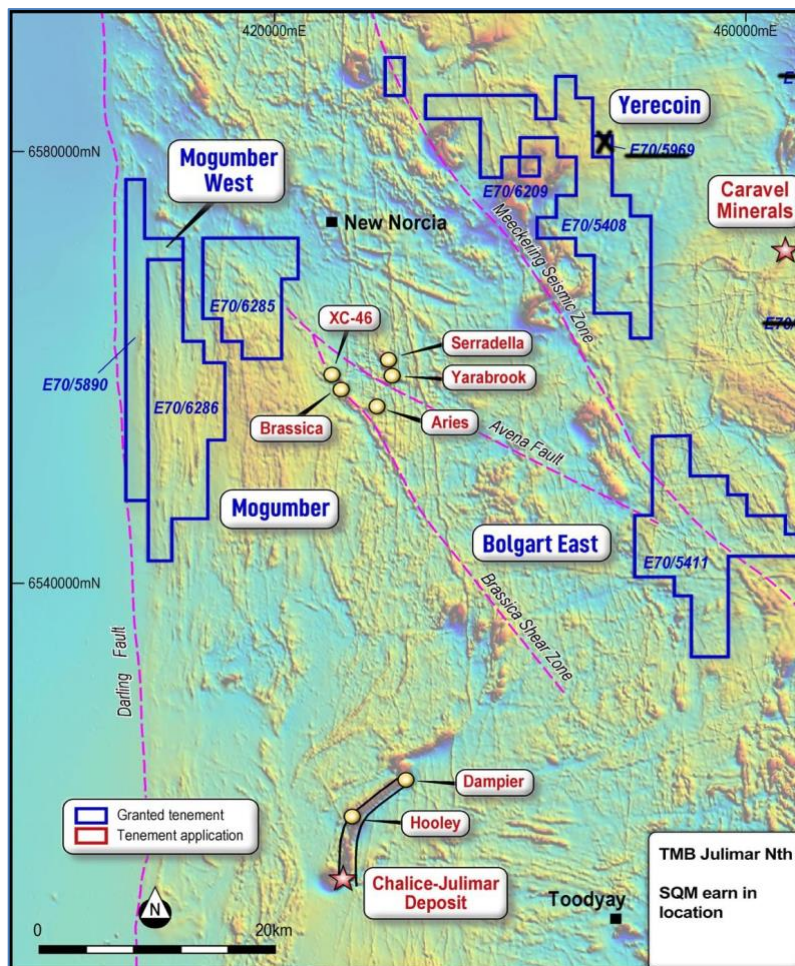 420000mE
460000mE
6580000mN
Yerecoin
E70/5969
Mogumber
West
E70/6209
New Norcia
E70/5408
Caravel
Minerals
Meeckering Seismic Zone
E70/6285
XC-46
Serradella
E70/5890
Yarabrook
E70/6286
Brassica
Aries
Avena Fault
Mogumber
Bolgart East
E70/5411
6540000mN
Brassica Shear Zone
Darling Fault
Dampier
Granted tenement
Tenement application
Hooley
TMB Julimar Nth
SQM earn in
location
Chalice-Julimar
Deposit
Toodyay
N
0
20km